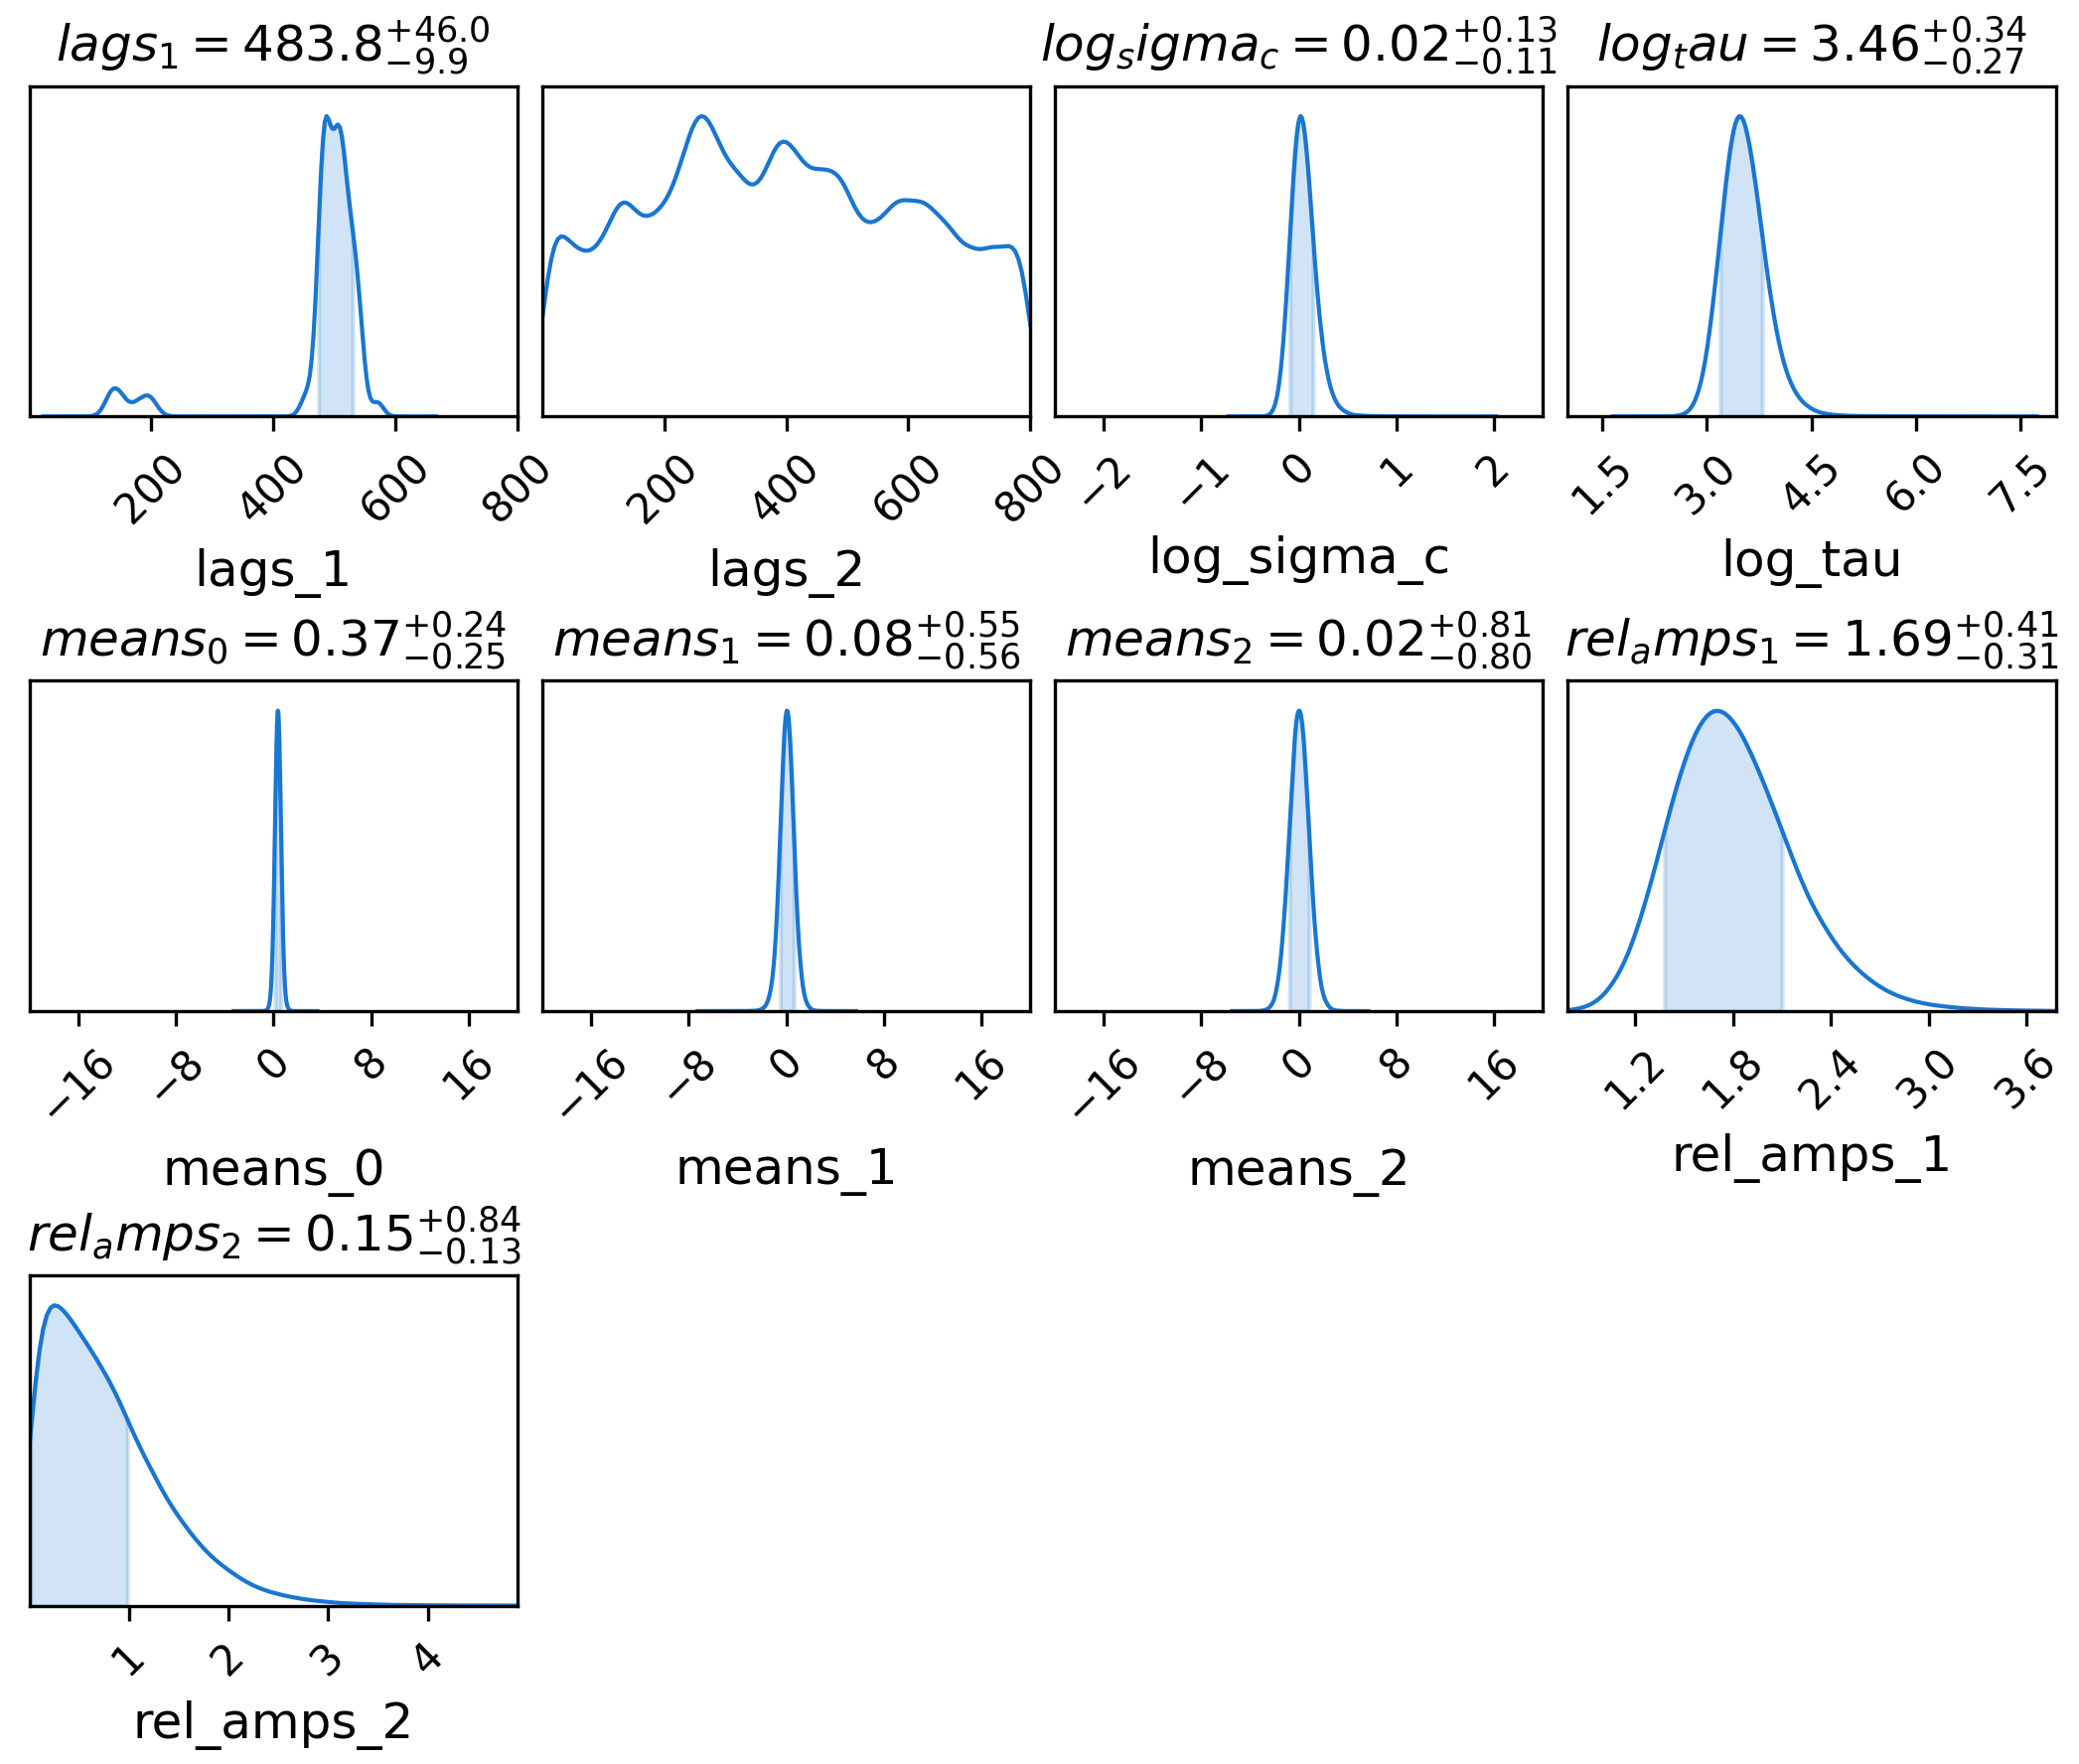 lags₁ = 483.8 +46.0 −9.9
log_sigma_c = 0.02 +0.13 −0.11
log_tau = 3.46 +0.34 −0.27
200 400 600 800
200 400 600 800
−2 −1 0 1 2
1.5 3.0 4.5 6.0 7.5
lags_1
lags_2
log_sigma_c
log_tau
means₀ = 0.37 +0.24 −0.25
means₁ = 0.08 +0.55 −0.56
means₂ = 0.02 +0.81 −0.80
rel_amps₁ = 1.69 +0.41 −0.31
−16 −8 0 8 16
−16 −8 0 8 16
−16 −8 0 8 16
1.2 1.8 2.4 3.0 3.6
means_0
means_1
means_2
rel_amps_1
rel_amps₂ = 0.15 +0.84 −0.13
1 2 3 4
rel_amps_2